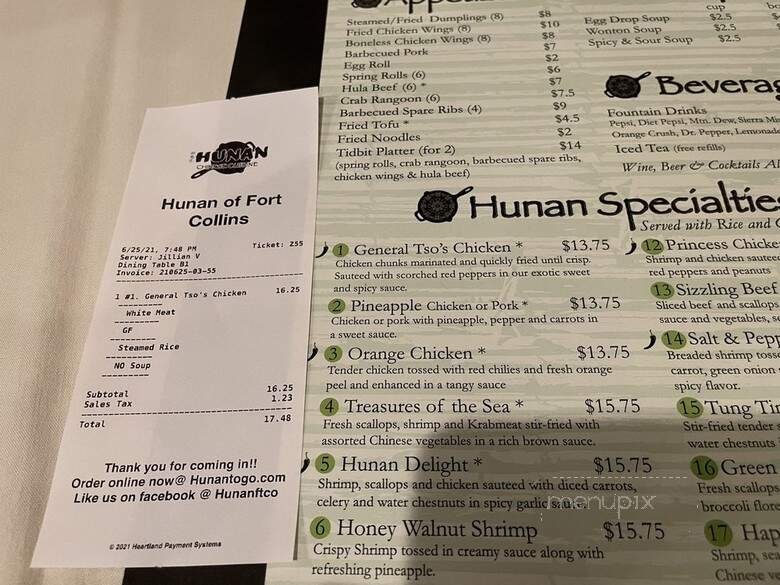 THE HUNAN
CHINESE CUISINE
Hunan of Fort
Collins
6/25/21, 7:48 PM Ticket: 255
Server: Jillian V
Dining Table B1
Invoice: 210625-03-55
1 #1. General Tso's Chicken 16.25
White Meat
GF
Steamed Rice
NO Soup
Subtotal 16.25
Sales Tax 1.23
Total 17.48
Thank you for coming in!!
Order online now@ Hunantogo.com
Like us on facebook @ Hunanftco
© 2021 Heartland Payment Systems
Steamed/Fried Dumplings (8) $8
Fried Chicken Wings (8) $10
Boneless Chicken Wings (8) $8
Barbecued Pork $7
Egg Roll $2
Spring Rolls (6) $6
Hula Beef (6) * $7
Crab Rangoon (6) $7.5
Barbecued Spare Ribs (4) $9
Fried Tofu * $4.5
Fried Noodles $2
Tidbit Platter (for 2) $14
(spring rolls, crab rangoon, barbecued spare ribs,
chicken wings & hula beef)
cup
Egg Drop Soup $2.5
Wonton Soup $2.5
Spicy & Sour Soup $2.5
Beverag
Fountain Drinks
Pepsi, Diet Pepsi, Mtn. Dew, Sierra Mis
Orange Crush, Dr. Pepper, Lemonade
Iced Tea (free refills)
Wine, Beer & Cocktails Al
Hunan Specialtie
Served with Rice and
1 General Tso's Chicken * $13.75
Chicken chunks marinated and quickly fried until crisp.
Sauteed with scorched red peppers in our exotic sweet
and spicy sauce.
2 Pineapple Chicken or Pork * $13.75
Chicken or pork with pineapple, pepper and carrots in
a sweet sauce.
3 Orange Chicken * $13.75
Tender chicken tossed with red chilies and fresh orange
peel and enhanced in a tangy sauce
4 Treasures of the Sea * $15.75
Fresh scallops, shrimp and Krabmeat stir-fried with
assorted Chinese vegetables in a rich brown sauce.
5 Hunan Delight * $15.75
Shrimp, scallops and chicken sauteed with diced carrots,
celery and water chestnuts in spicy garlic sauce.
6 Honey Walnut Shrimp $15.75
Crispy Shrimp tossed in creamy sauce along with
refreshing pineapple.
12 Princess Chicke
Shrimp and chicken sautee
red peppers and peanuts
13 Sizzling Beef
Sliced beef and scallops
sauce and vegetables, se
14 Salt & Pepp
Breaded shrimp tosse
carrot, green onion
spicy flavor.
15 Tung Tin
Stir-fried tender s
water chestnuts
16 Green
Fresh scallops
broccoli flore
17 Hap
Shrimp, sea
Chinese ve
menupix